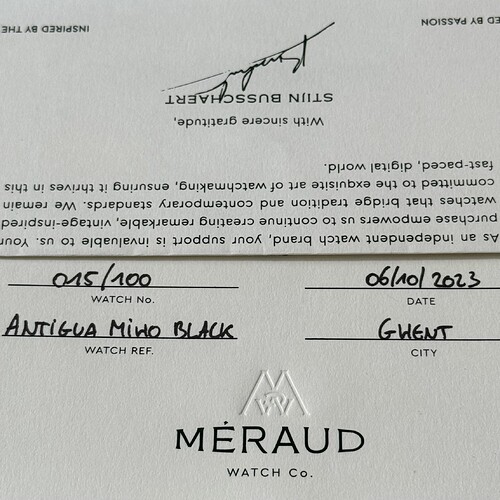 As an independent watch brand, your support is invaluable to us. Your
purchase empowers us to continue creating remarkable, vintage-inspired
watches that bridge tradition and contemporary standards. We remain
committed to the exquisite art of watchmaking, ensuring it thrives in this
fast-paced, digital world.
With sincere gratitude,
STIJN BUSSCHAERT
BY PASSION
INSPIRED BY THE
015/100
06/10/2023
WATCH No.
DATE
ANTIGUA MIHO BLACK
GHENT
WATCH REF.
CITY
MÉRAUD
WATCH Co.